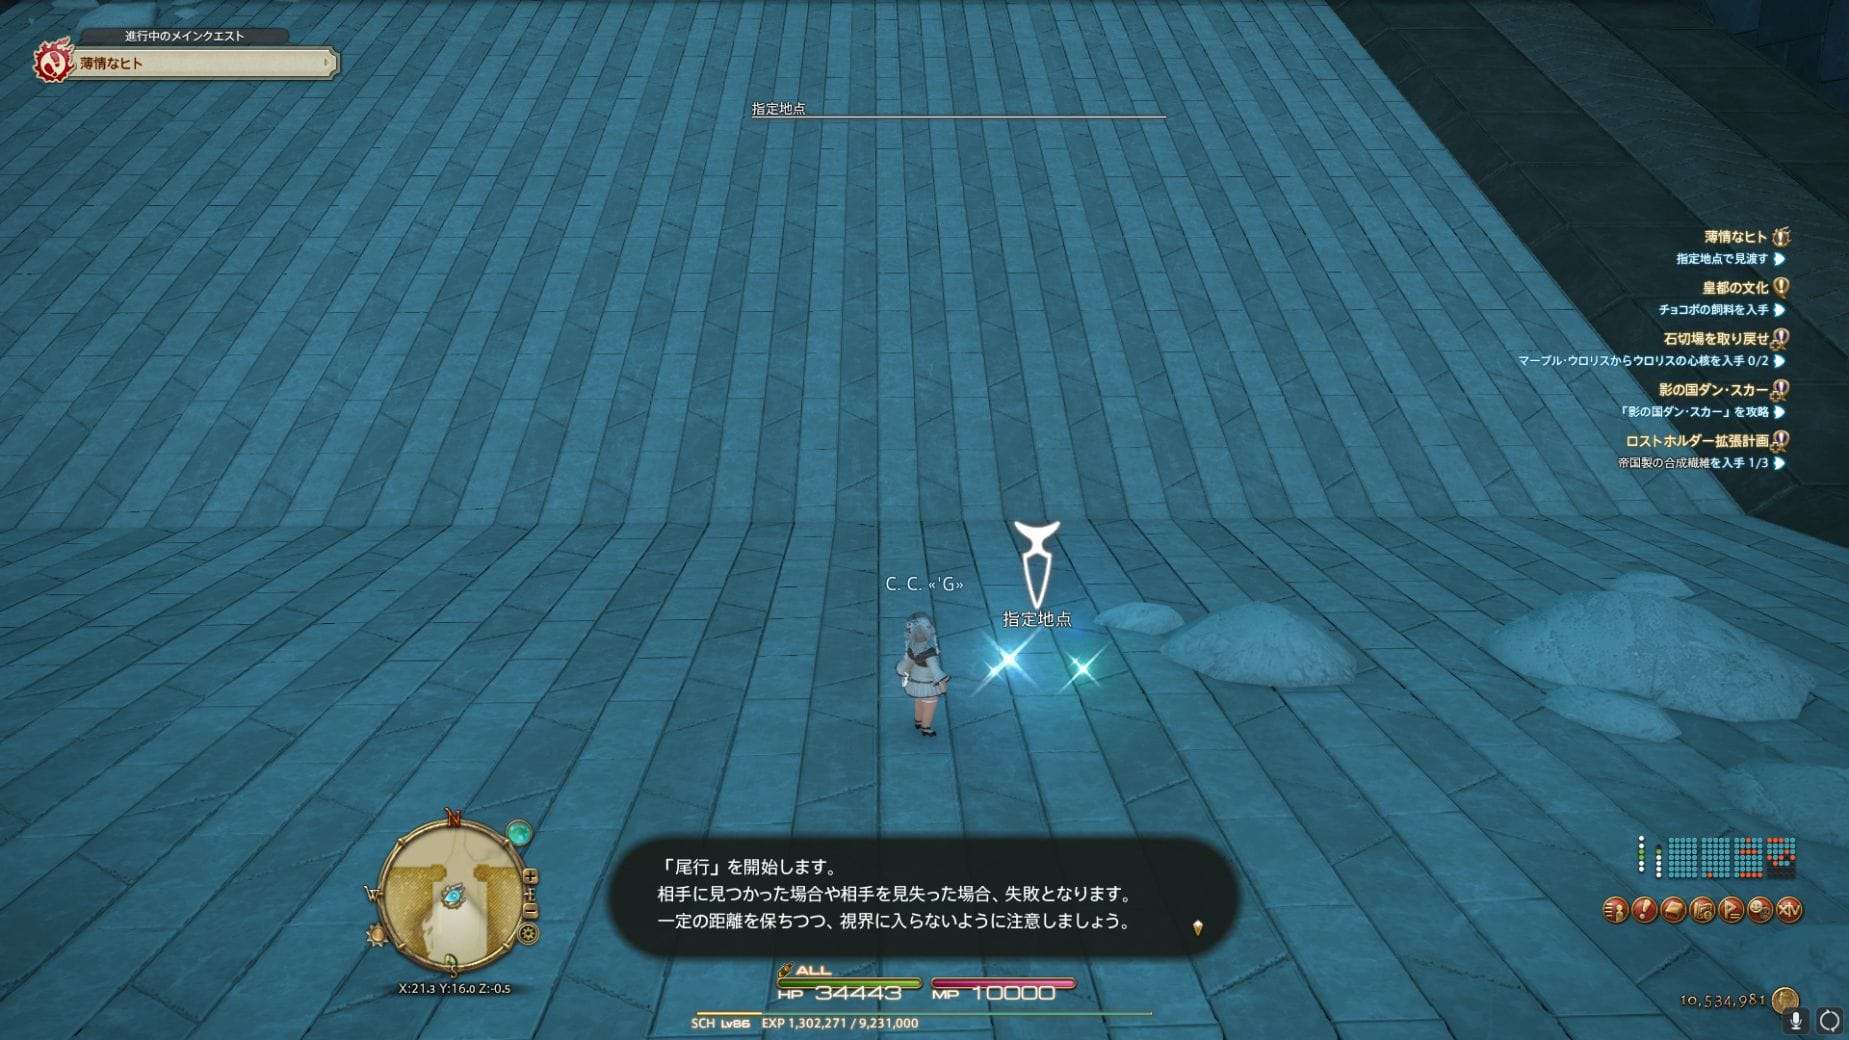 進行中のメインクエスト
薄情なヒト
指定地点
薄情なヒト
指定地点で見渡す
皇都の文化
チョコボの飼料を入手
石切場を取り戻せ
マーブル・ウロリスからウロリスの心核を入手 0/2
影の国ダン・スカー
「影の国ダン・スカー」を攻略
ロストホルダー拡張計画
帝国製の合成繊維を入手 1/3
C. C. «'G»
指定地点
N
W
S
X:21.3 Y:16.0 Z:-0.5
「尾行」を開始します。
相手に見つかった場合や相手を見失った場合、失敗となります。
一定の距離を保ちつつ、視界に入らないように注意しましょう。
ALL
HP 34443 MP 10000
SCH Lv86 EXP 1,302,271 / 9,231,000
XIV
10,534,981